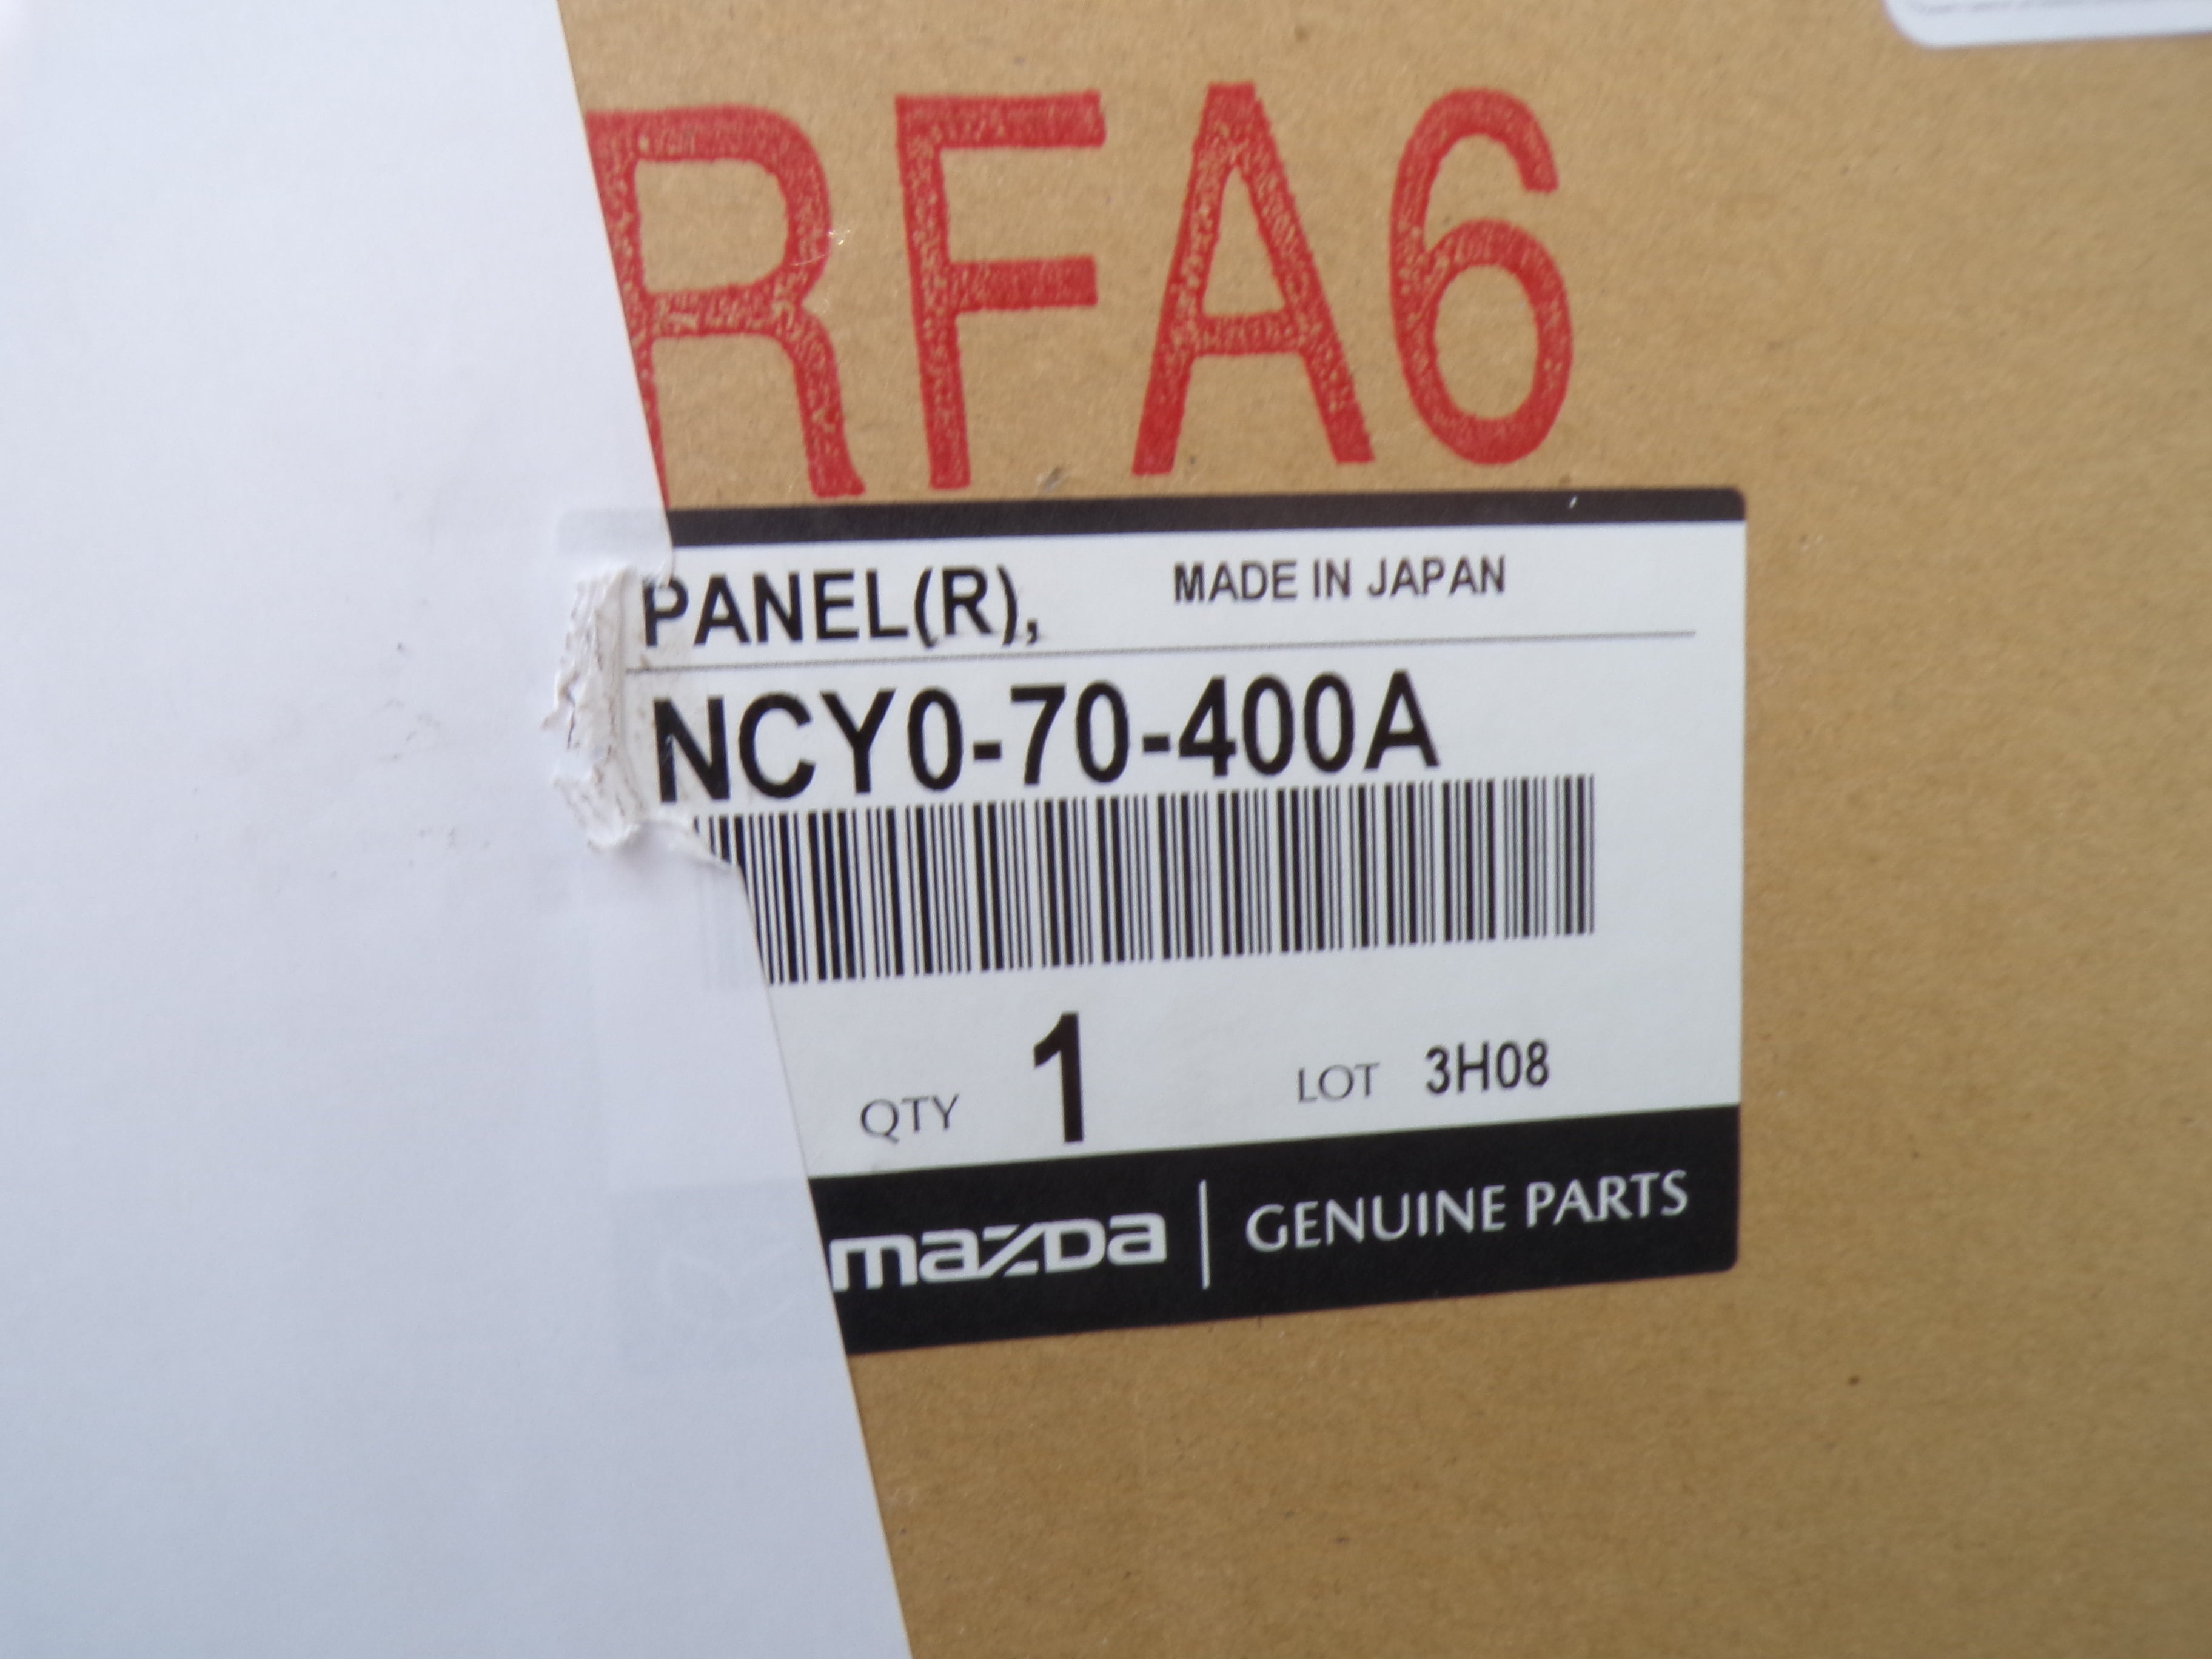 RFA6
PANEL(R), MADE IN JAPAN
NCY0-70-400A
QTY 1 LOT 3H08
mazda GENUINE PARTS